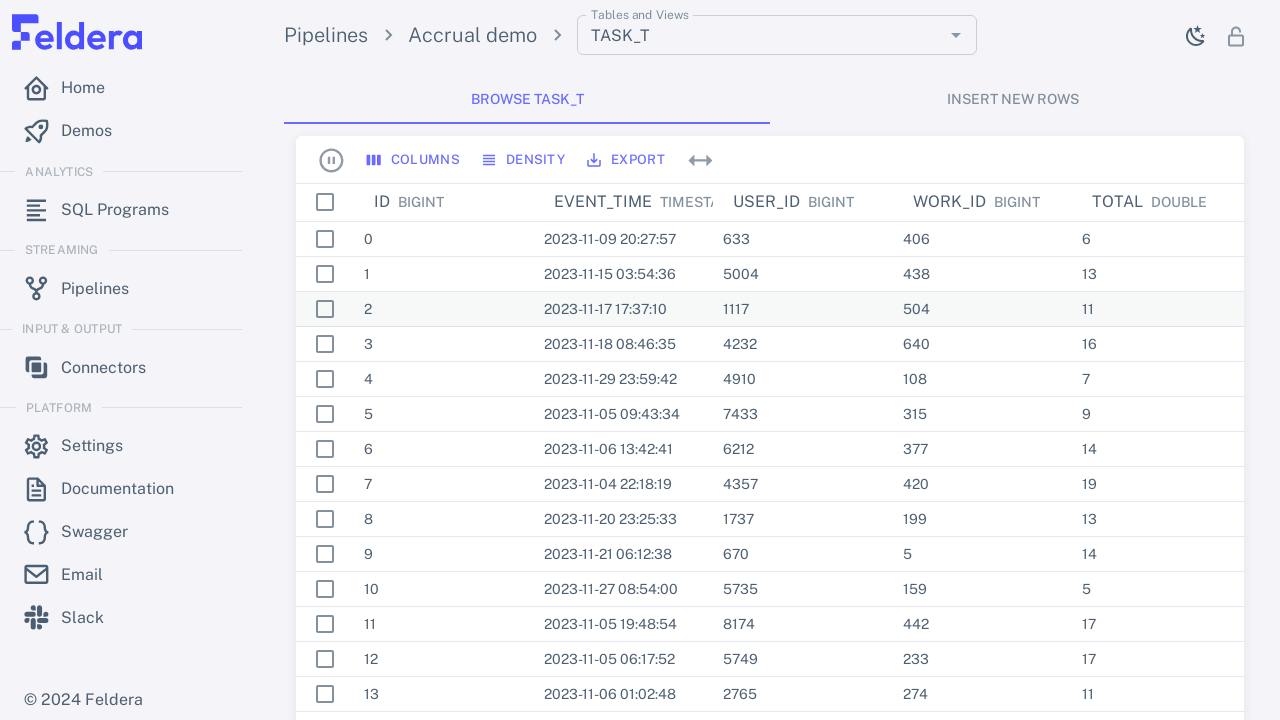 Feldera
Home
Demos
ANALYTICS
SQL Programs
STREAMING
Pipelines
INPUT & OUTPUT
Connectors
PLATFORM
Settings
Documentation
Swagger
Email
Slack
© 2024 Feldera
Pipelines > Accrual demo >
Tables and Views
TASK_T
BROWSE TASK_T INSERT NEW ROWS
COLUMNS DENSITY EXPORT
ID BIGINT EVENT_TIME TIMESTA USER_ID BIGINT WORK_ID BIGINT TOTAL DOUBLE
0 2023-11-09 20:27:57 633 406 6
1 2023-11-15 03:54:36 5004 438 13
2 2023-11-17 17:37:10 1117 504 11
3 2023-11-18 08:46:35 4232 640 16
4 2023-11-29 23:59:42 4910 108 7
5 2023-11-05 09:43:34 7433 315 9
6 2023-11-06 13:42:41 6212 377 14
7 2023-11-04 22:18:19 4357 420 19
8 2023-11-20 23:25:33 1737 199 13
9 2023-11-21 06:12:38 670 5 14
10 2023-11-27 08:54:00 5735 159 5
11 2023-11-05 19:48:54 8174 442 17
12 2023-11-05 06:17:52 5749 233 17
13 2023-11-06 01:02:48 2765 274 11